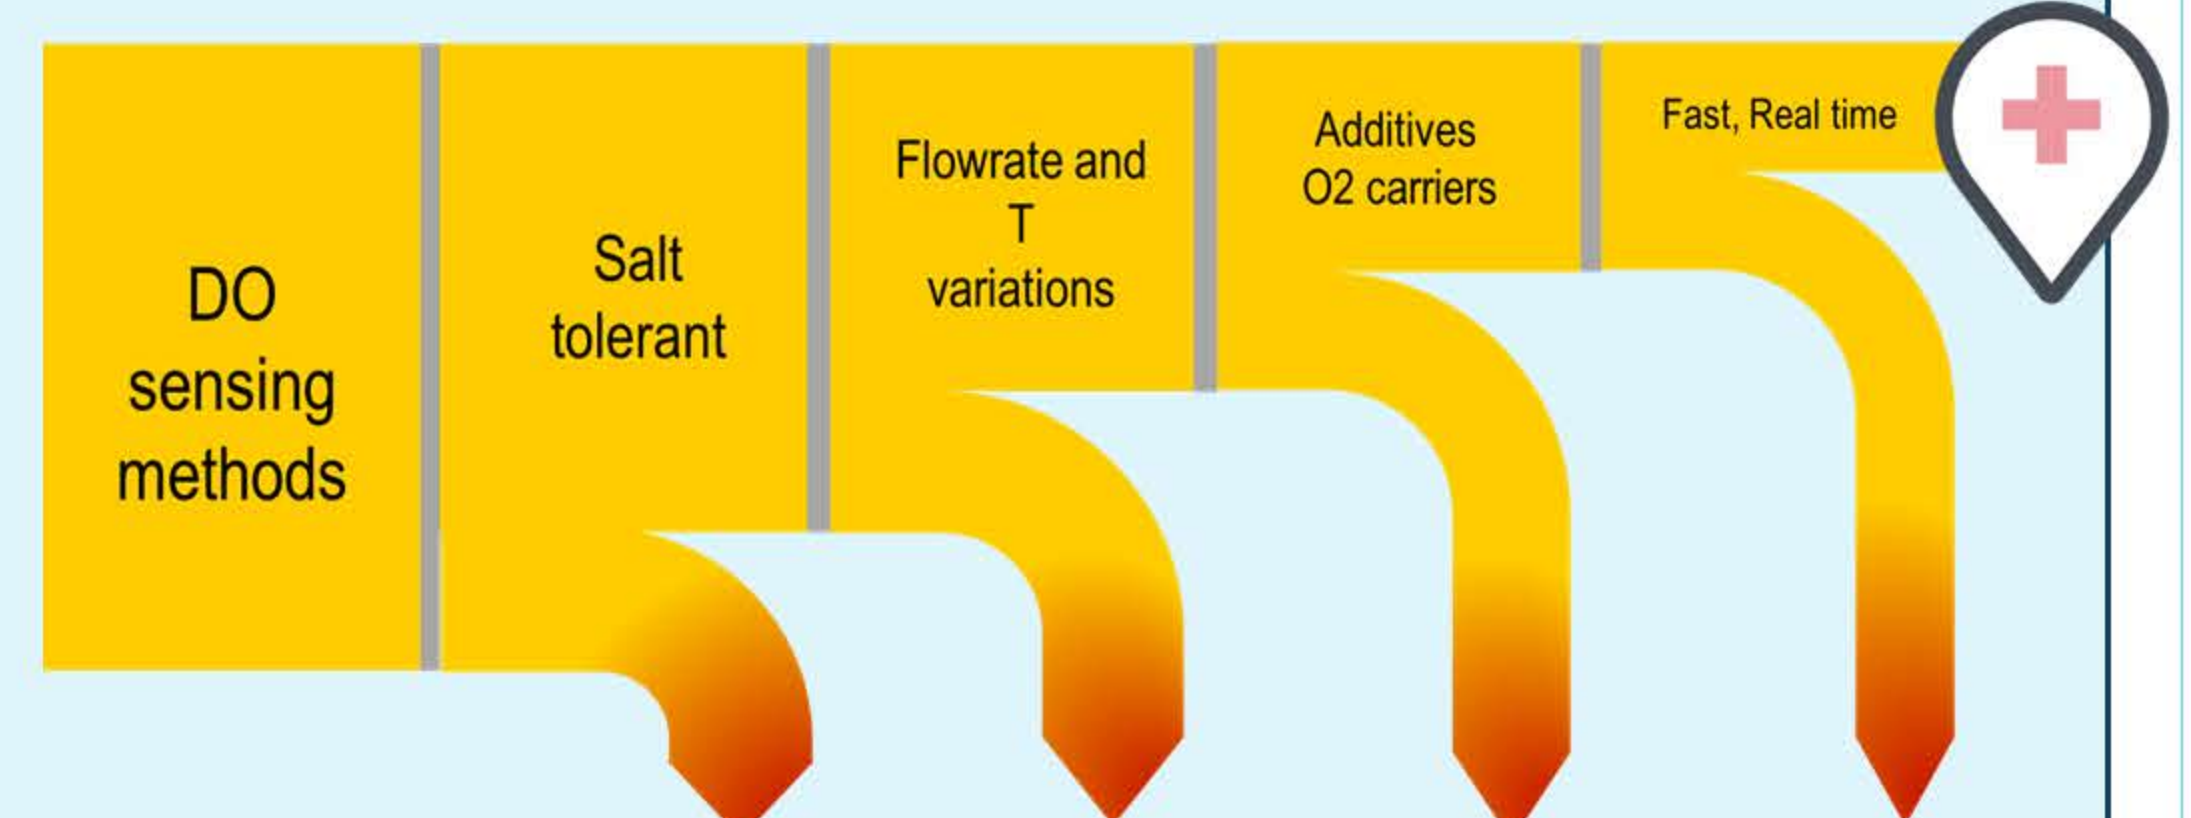 DO
sensing
methods
Salt
tolerant
Flowrate and
T
variations
Additives
O2 carriers
Fast, Real time